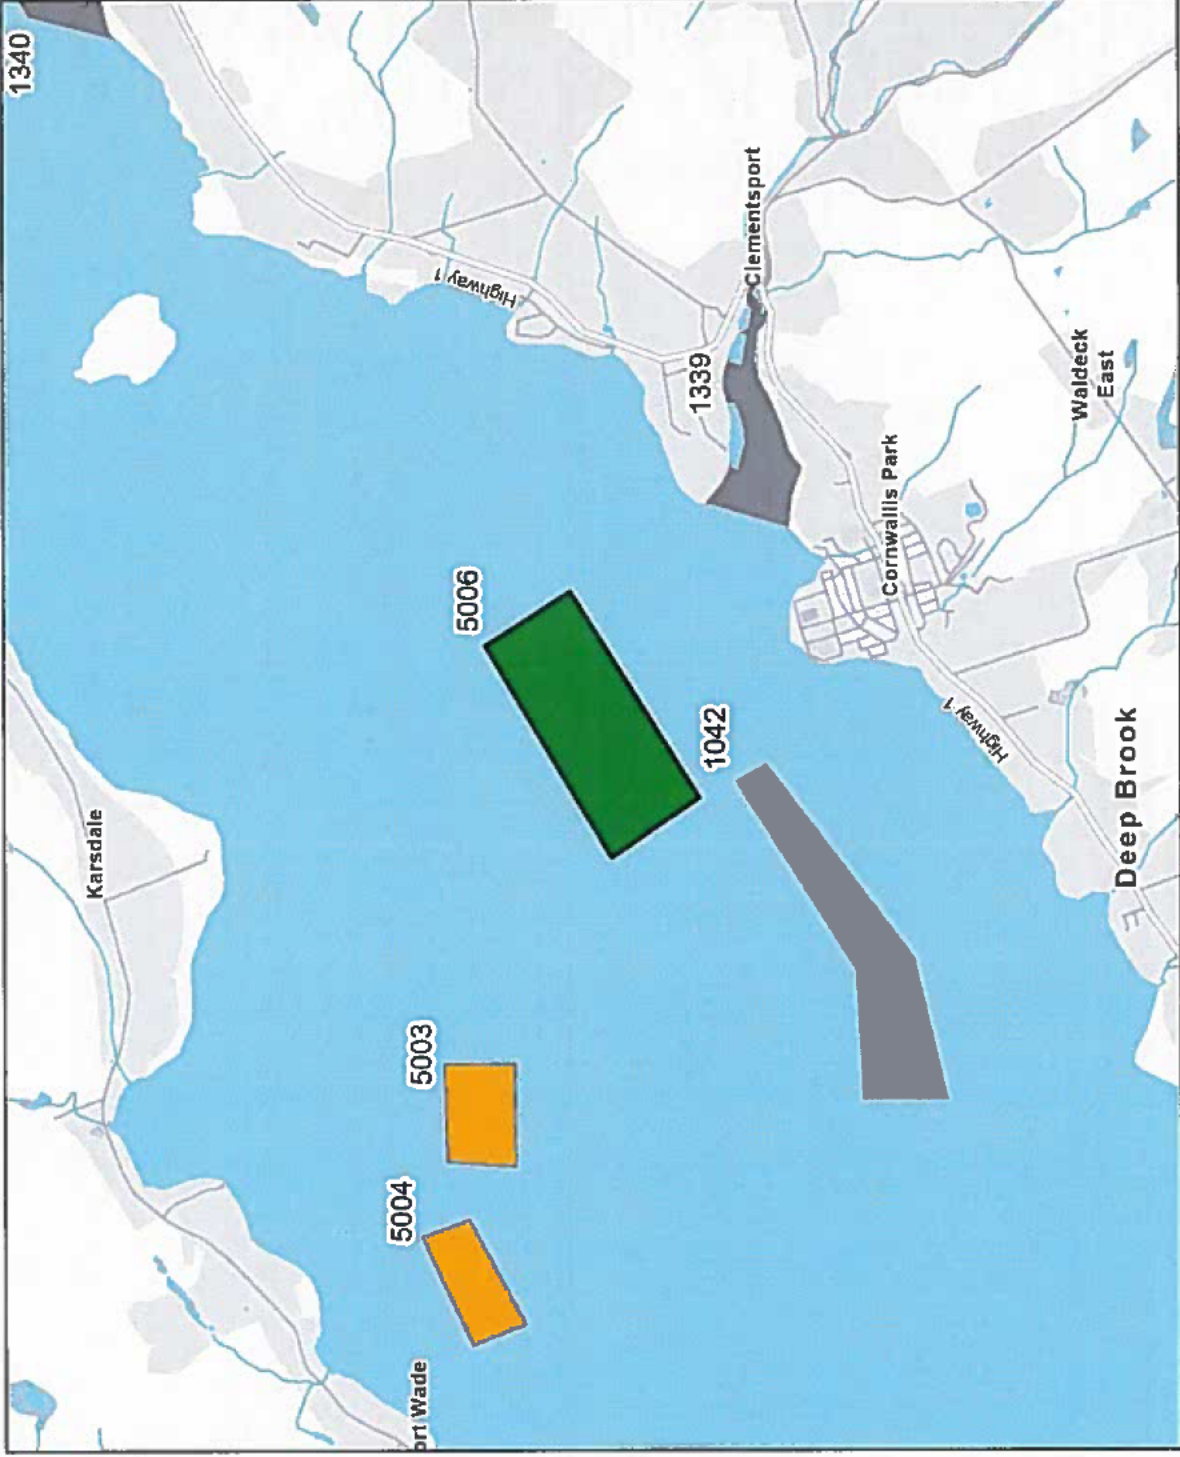 1340
Karsdale
Highway 1
Clementsport
1339
5006
Waldeck
East
Cornwallis Park
1042
Highway 1
Deep Brook
5003
5004
ort Wade